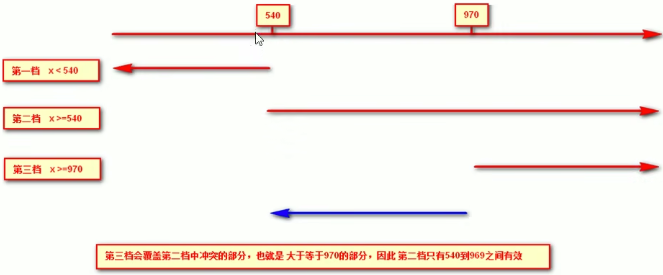 540
970
第一档 x < 540
第二档 x >=540
第三档 x >=970
第三档会覆盖第二档中冲突的部分，也就是 大于等于970的部分，因此 第二档只有540到969之间有效